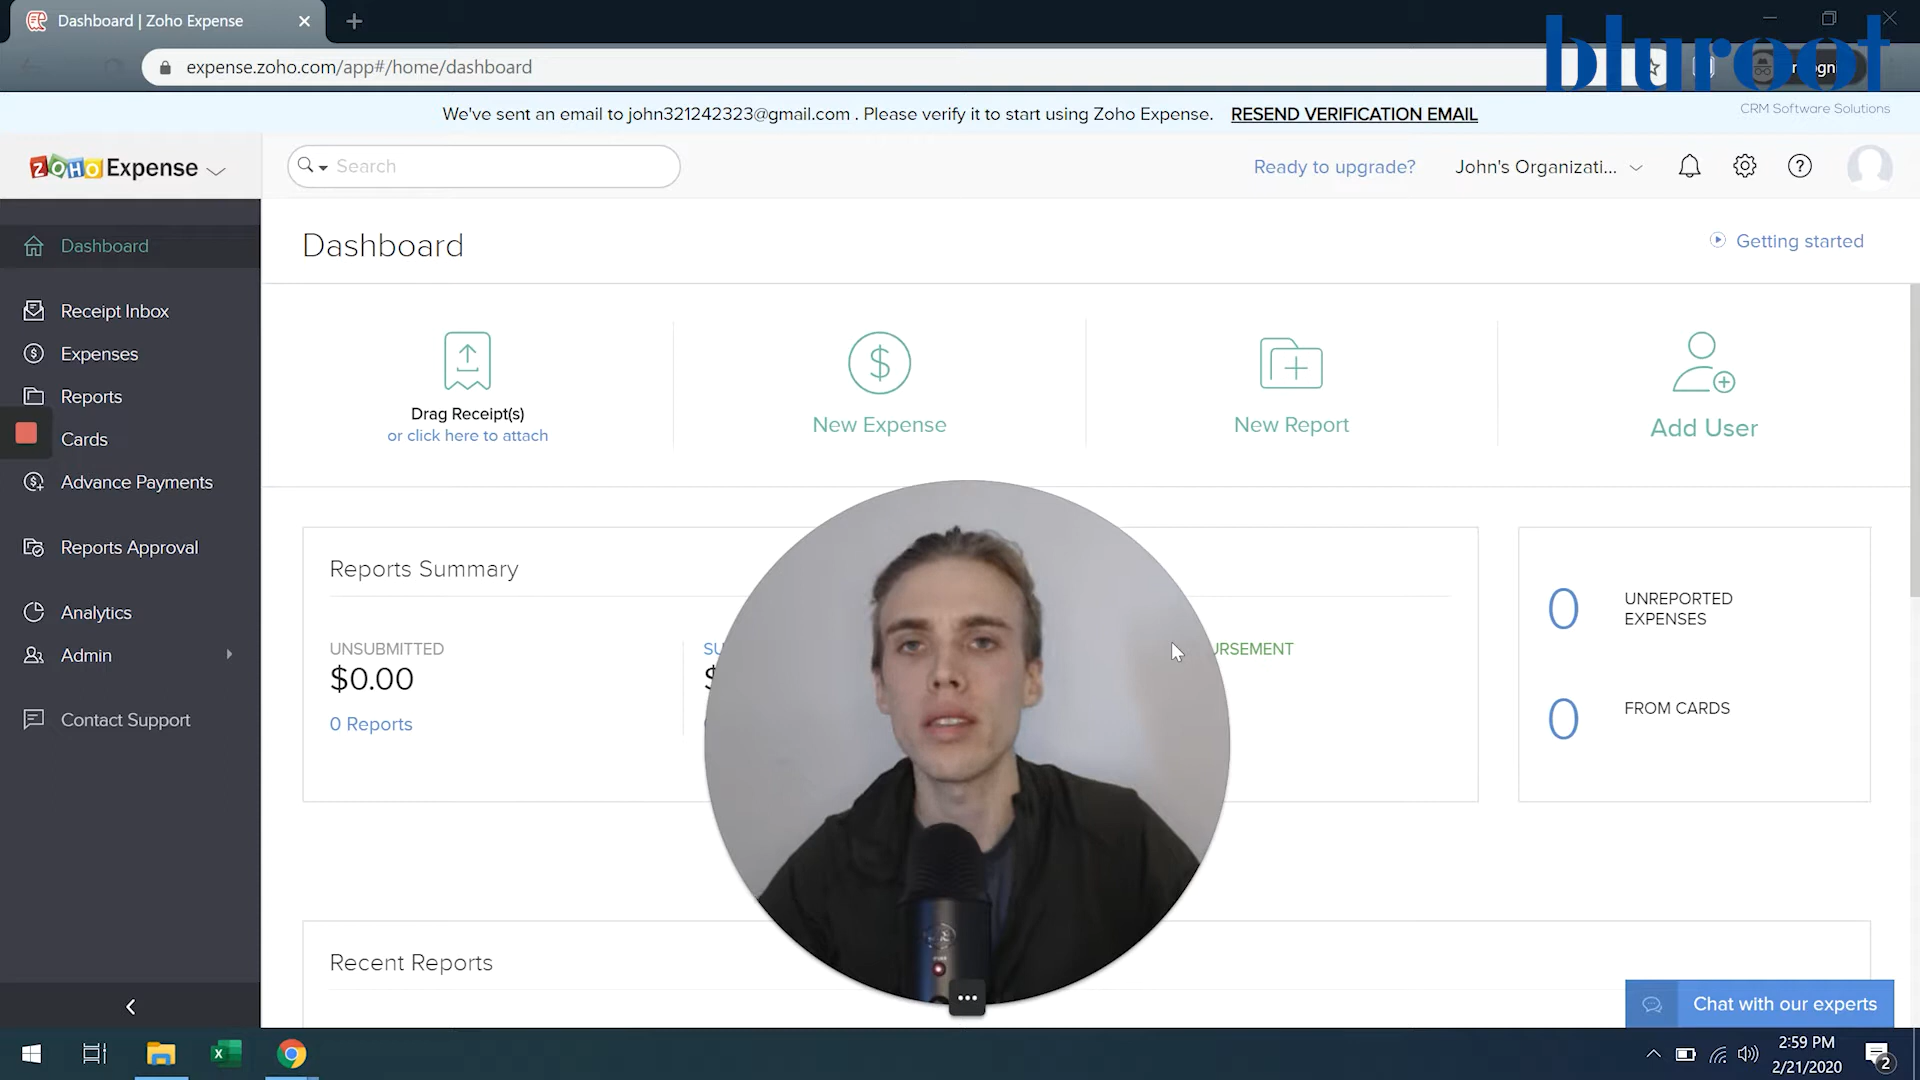 Dashboard | Zoho Expense
expense.zoho.com/app#/home/dashboard
bluroot
CRM Software Solutions
We've sent an email to john321242323@gmail.com . Please verify it to start using Zoho Expense. RESEND VERIFICATION EMAIL
ZOHO Expense
Search
Ready to upgrade?
John's Organizati...
Dashboard
Receipt Inbox
Expenses
Reports
Cards
Advance Payments
Reports Approval
Analytics
Admin
Contact Support
Dashboard
Getting started
Drag Receipt(s)
or click here to attach
New Expense
New Report
Add User
Reports Summary
UNSUBMITTED
$0.00
0 Reports
0
UNREPORTED
EXPENSES
0
FROM CARDS
Recent Reports
Chat with our experts
2:59 PM
2/21/2020
2